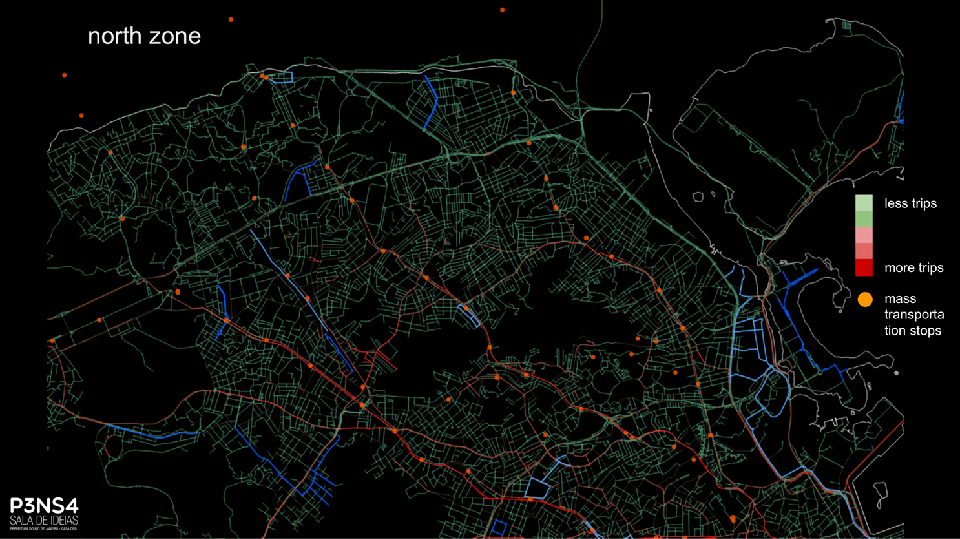 north zone
less trips
more trips
mass
transporta
tion stops
P3NS4
SALA DE IDEIAS